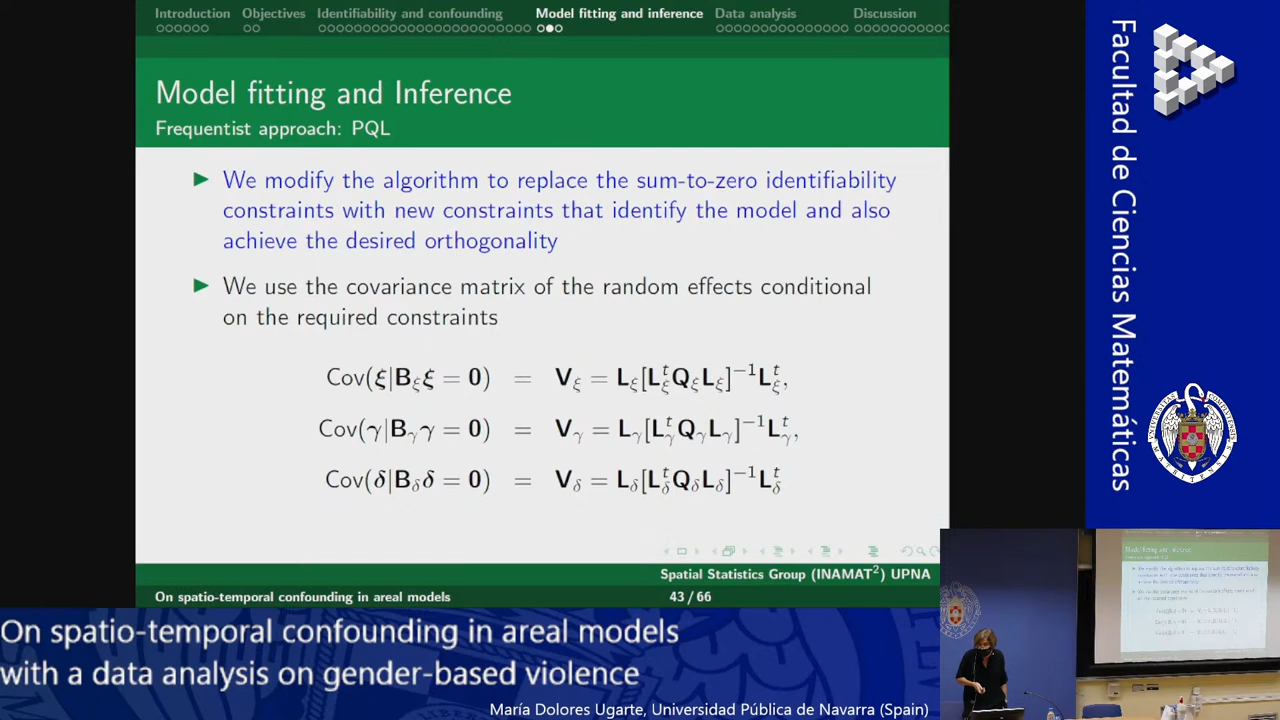 Introduction Objectives Identifiability and confounding Model fitting and inference Data analysis Discussion
Model fitting and Inference
Frequentist approach: PQL
We modify the algorithm to replace the sum-to-zero identifiability
constraints with new constraints that identify the model and also
achieve the desired orthogonality
We use the covariance matrix of the random effects conditional
on the required constraints
Cov(ξ|B_ξ ξ = 0) = V_ξ = L_ξ[L_ξ^t Q_ξ L_ξ]^{-1}L_ξ^t,
Cov(γ|B_γ γ = 0) = V_γ = L_γ[L_γ^t Q_γ L_γ]^{-1}L_γ^t,
Cov(δ|B_δ δ = 0) = V_δ = L_δ[L_δ^t Q_δ L_δ]^{-1}L_δ^t
Spatial Statistics Group (INAMAT²) UPNA
On spatio-temporal confounding in areal models 43 / 66
On spatio-temporal confounding in areal models
with a data analysis on gender-based violence
María Dolores Ugarte, Universidad Pública de Navarra (Spain)
Facultad de Ciencias Matemáticas